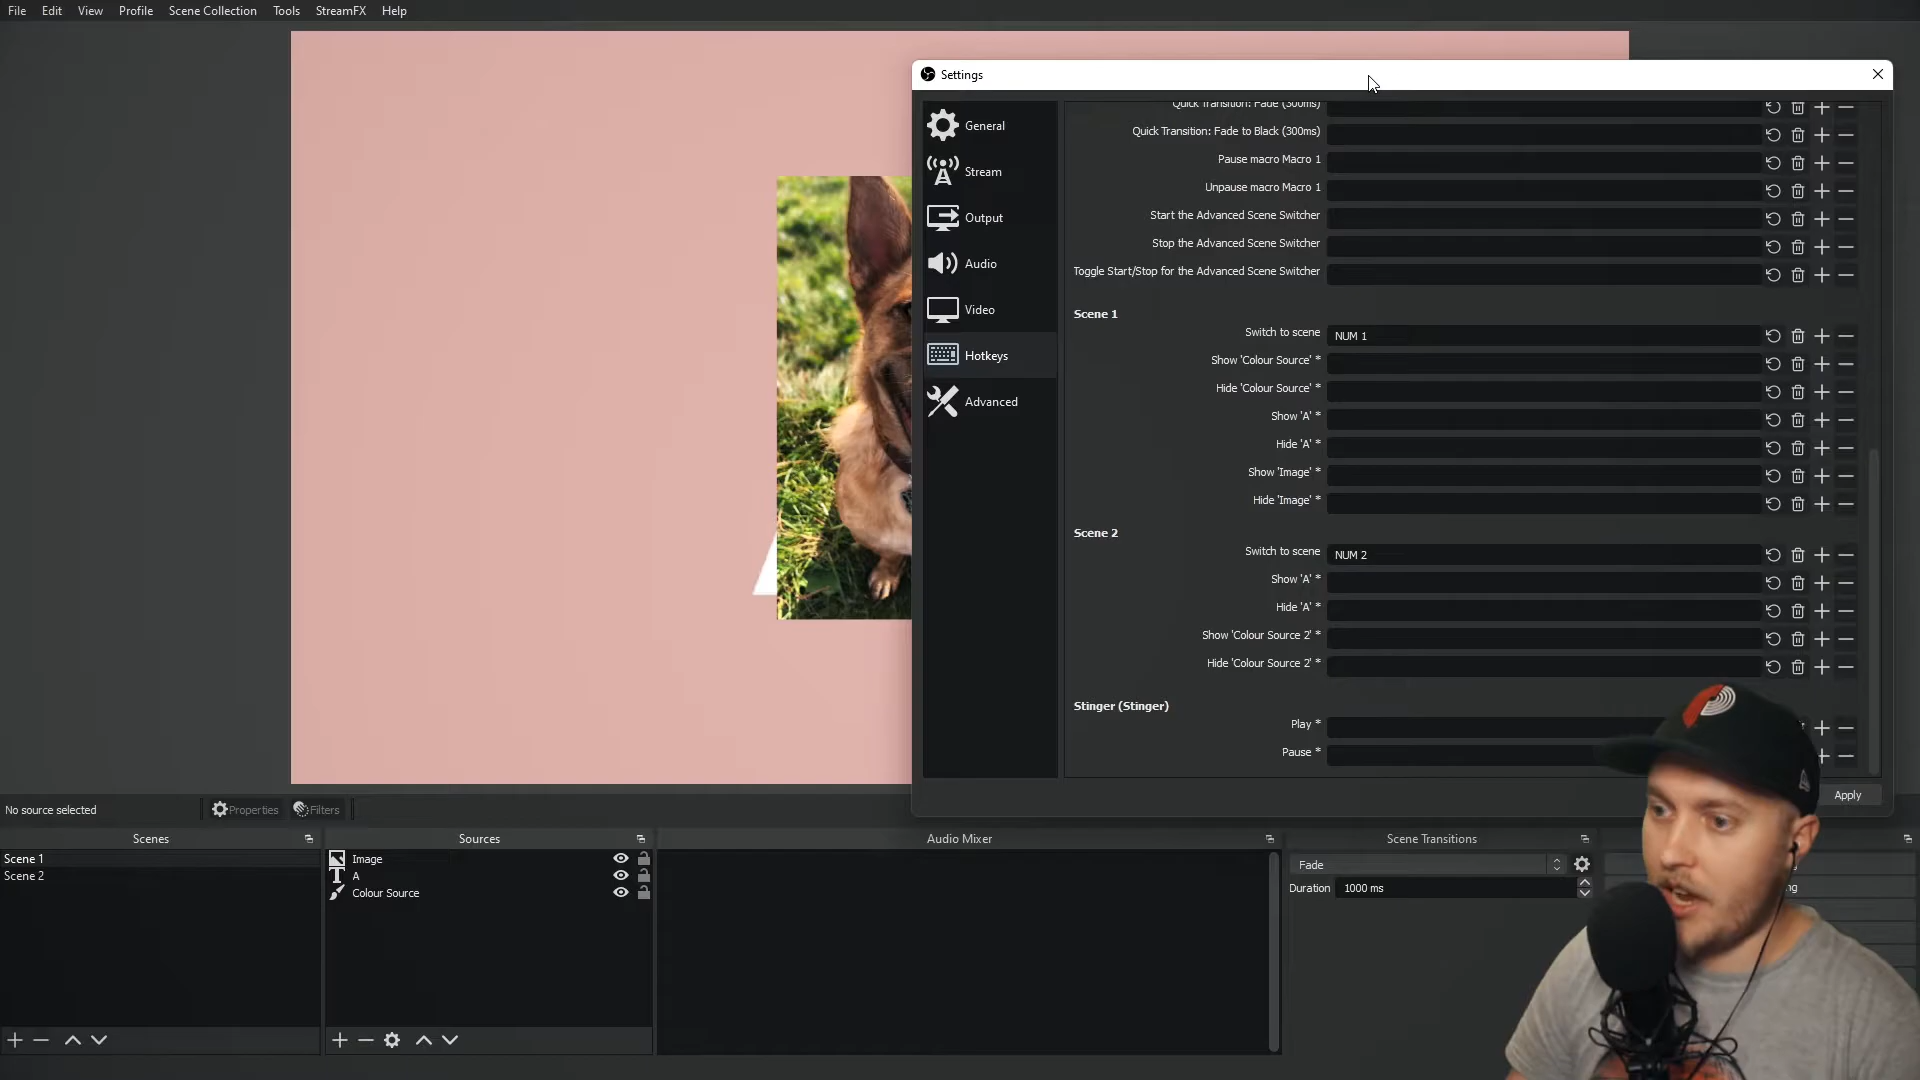 File Edit View Profile Scene Collection Tools StreamFX Help
Settings
General
Stream
Output
Audio
Video
Hotkeys
Advanced
Quick Transition: Fade (300ms)
Quick Transition: Fade to Black (300ms)
Pause macro Macro 1
Unpause macro Macro 1
Start the Advanced Scene Switcher
Stop the Advanced Scene Switcher
Toggle Start/Stop for the Advanced Scene Switcher
Scene 1
Switch to scene NUM 1
Show 'Colour Source' *
Hide 'Colour Source' *
Show 'A' *
Hide 'A' *
Show 'Image' *
Hide 'Image' *
Scene 2
Switch to scene NUM 2
Show 'A' *
Hide 'A' *
Show 'Colour Source 2' *
Hide 'Colour Source 2' *
Stinger (Stinger)
Play *
Pause *
Apply
No source selected Properties Filters
Scenes
Scene 1
Scene 2
Sources
Image
A
Colour Source
Audio Mixer
Scene Transitions
Fade
Duration 1000 ms